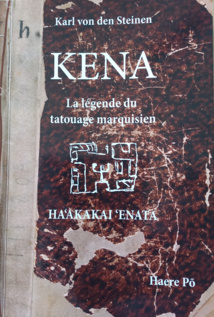 h
Karl von den Steinen
KENA
La légende du
tatouage marquisien
HA'AKAKAI 'ENATA
Haere Pō